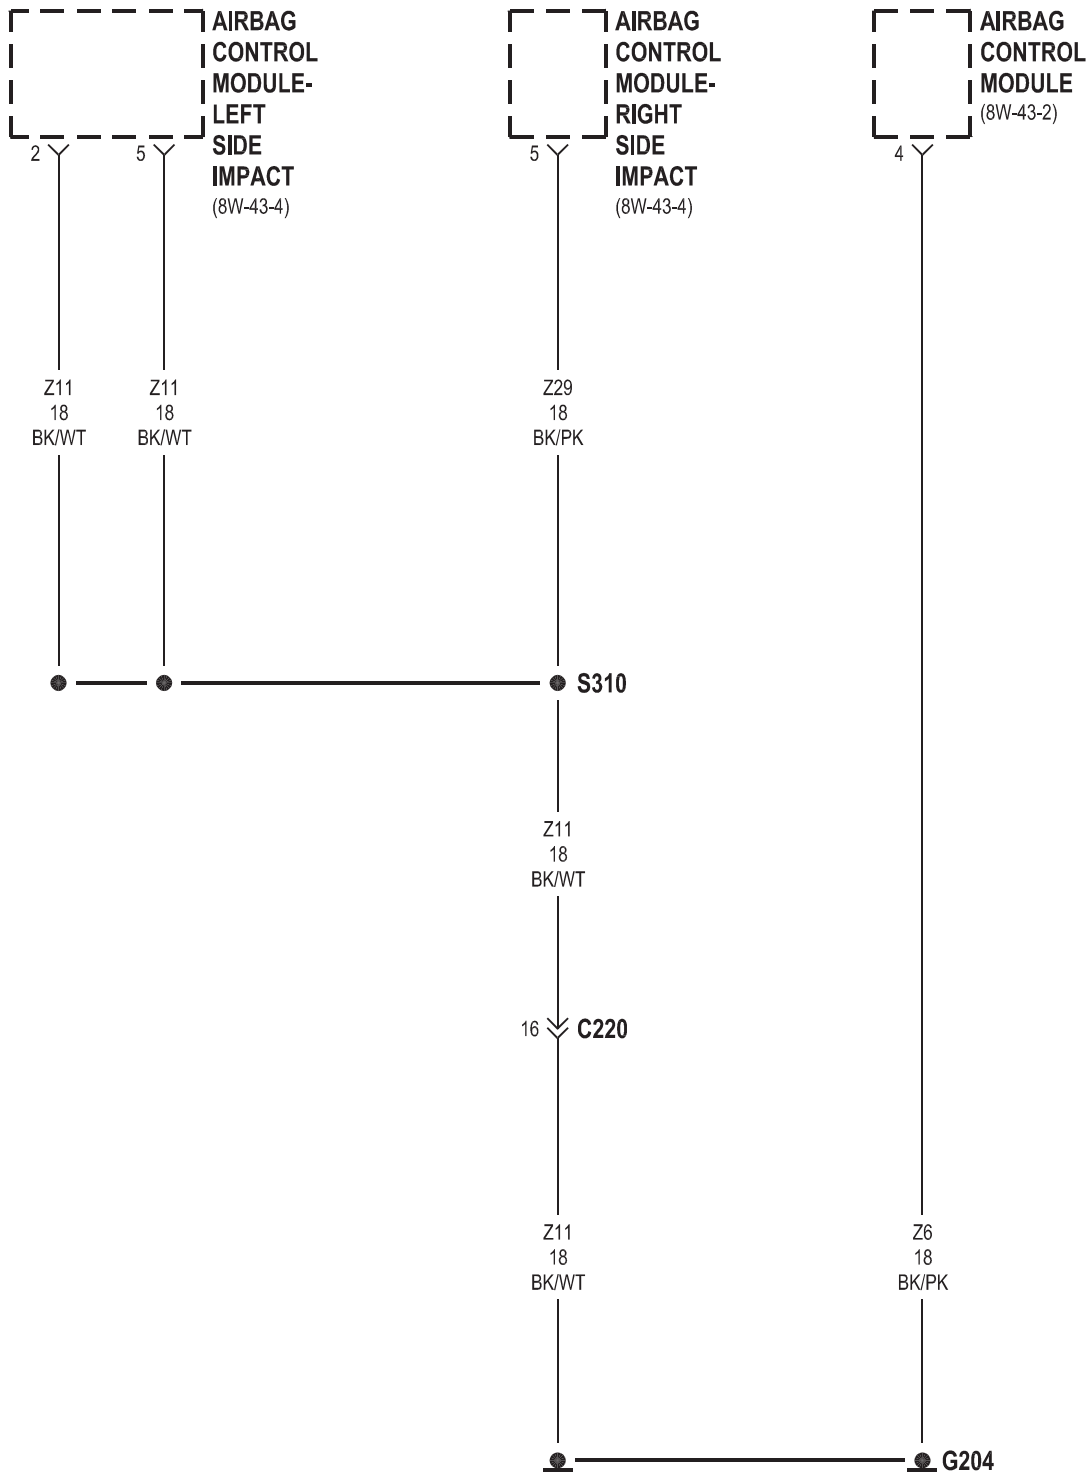 AIRBAG
CONTROL
MODULE-
LEFT
SIDE
IMPACT
(8W-43-4)
AIRBAG
CONTROL
MODULE-
RIGHT
SIDE
IMPACT
(8W-43-4)
AIRBAG
CONTROL
MODULE
(8W-43-2)
2
5
5
4
Z11
18
BK/WT
Z11
18
BK/WT
Z29
18
BK/PK
S310
Z11
18
BK/WT
16
C220
Z11
18
BK/WT
Z6
18
BK/PK
G204